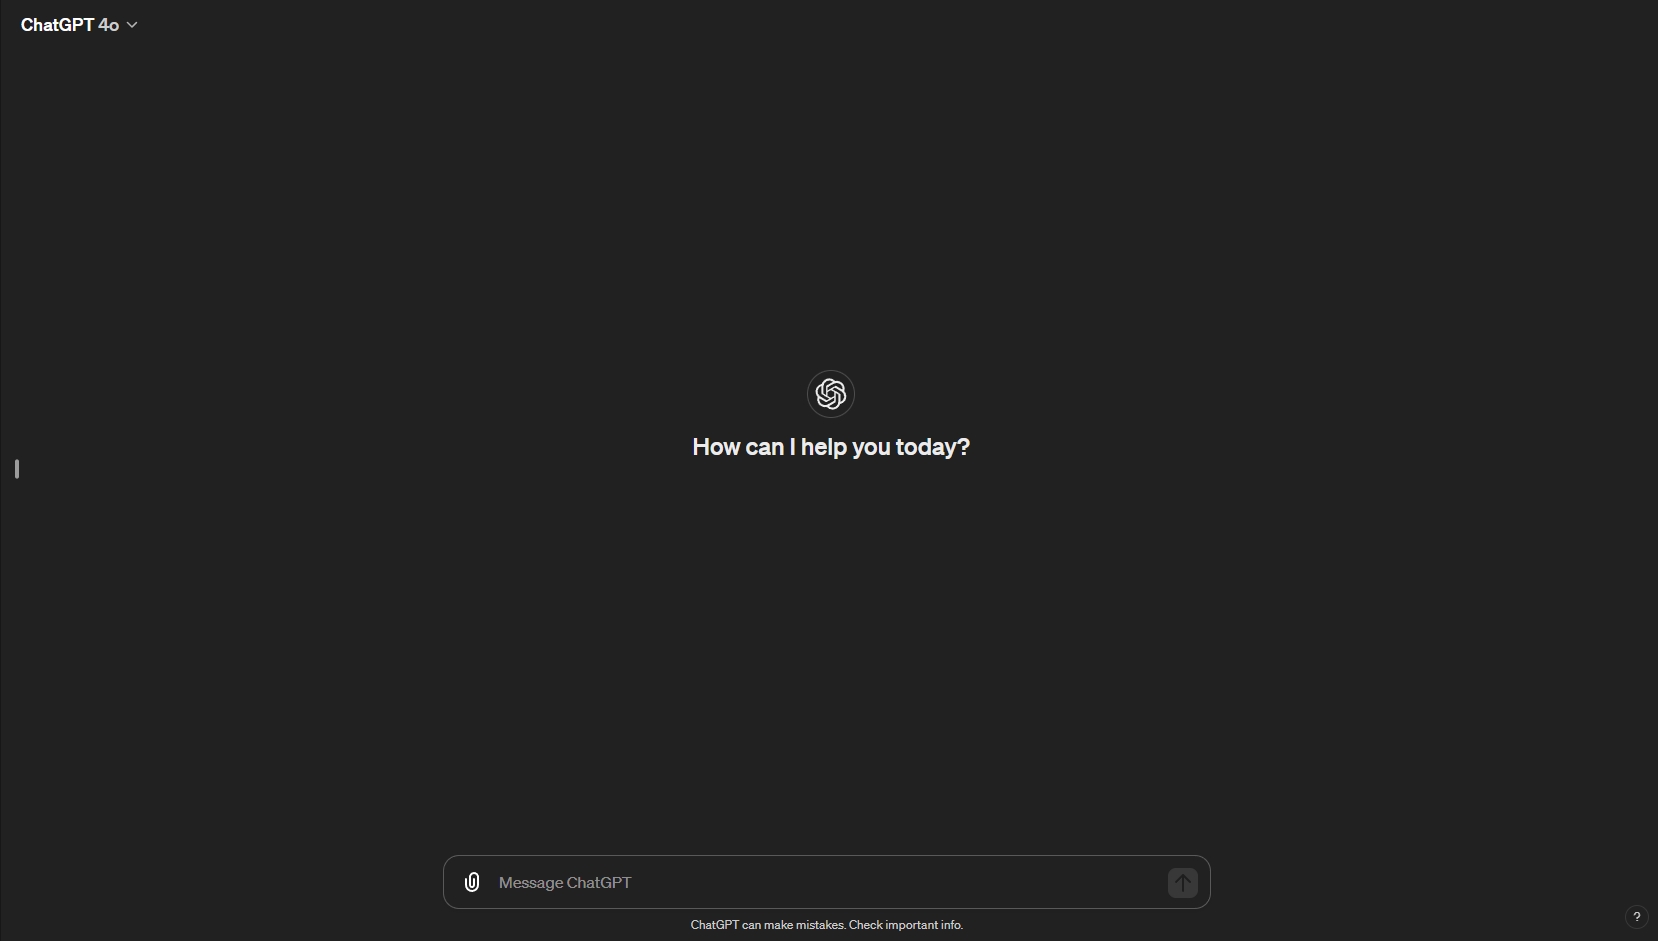 ChatGPT 4o
How can I help you today?
Message ChatGPT
ChatGPT can make mistakes. Check important info.
?